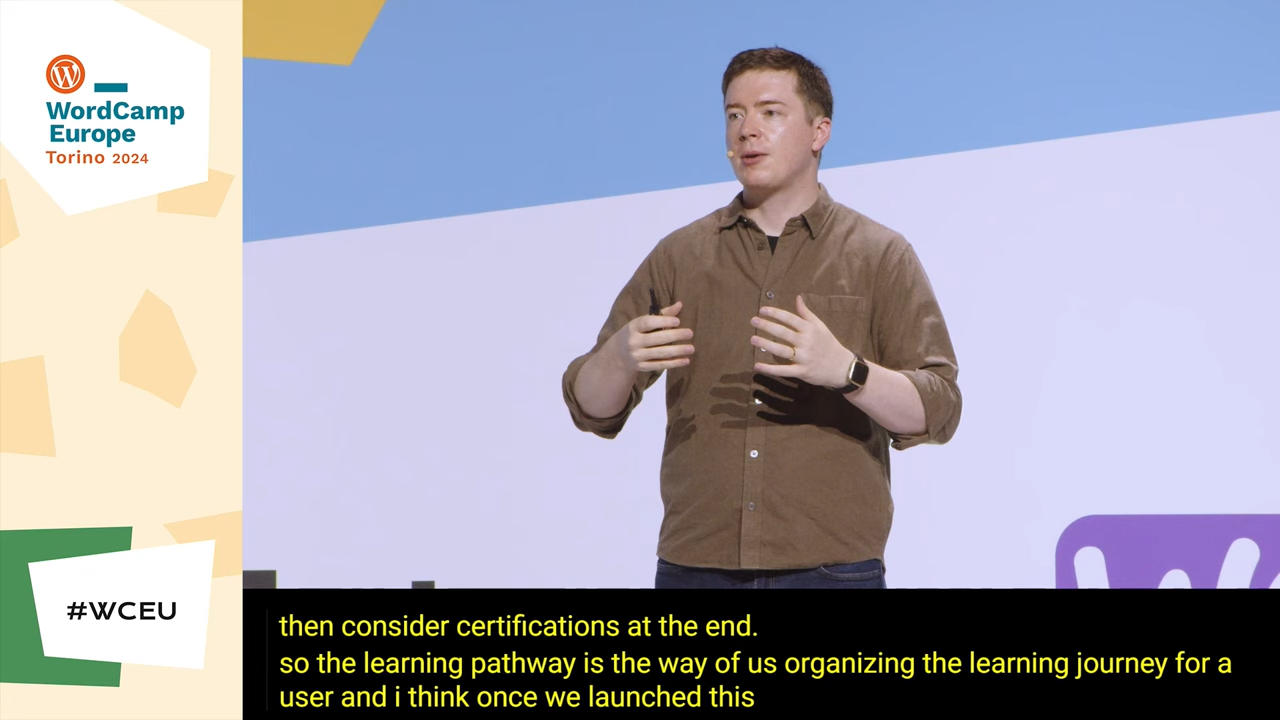 WordCamp
Europe
Torino 2024
#WCEU
then consider certifications at the end.
so the learning pathway is the way of us organizing the learning journey for a
user and i think once we launched this